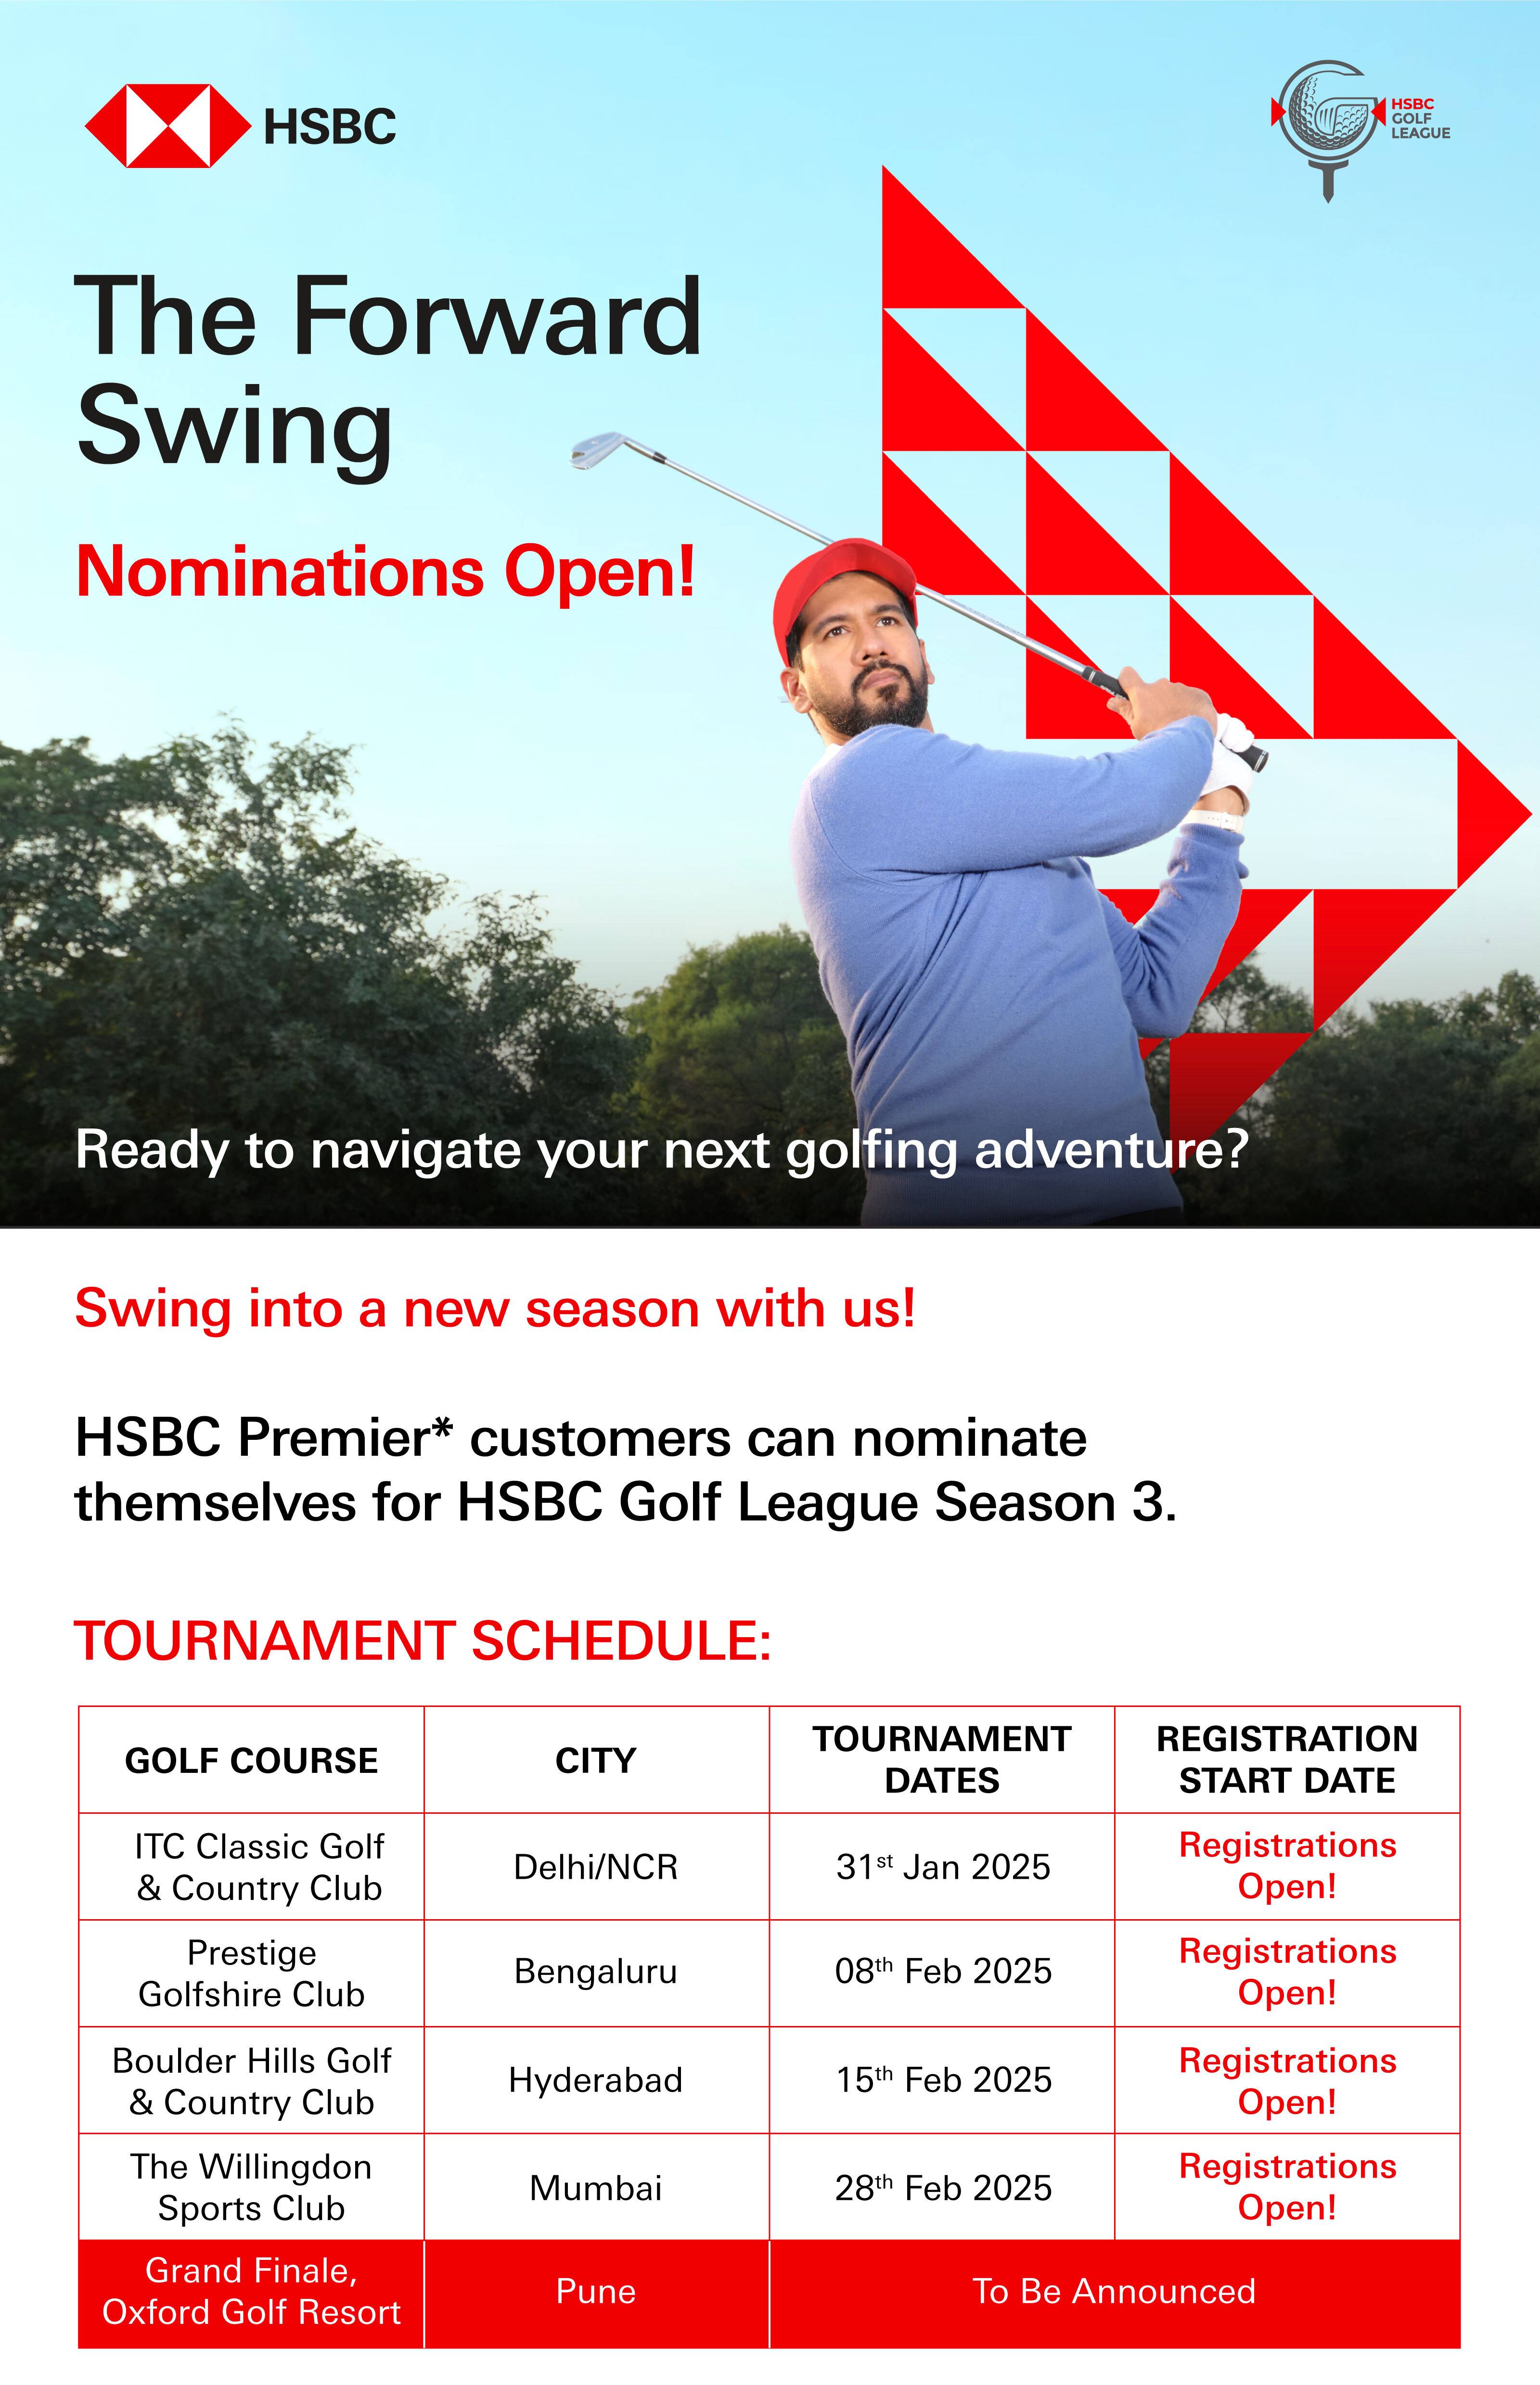 HSBC
HSBC
GOLF
LEAGUE
The Forward
Swing
Nominations Open!
Ready to navigate your next golfing adventure?
Swing into a new season with us!
HSBC Premier* customers can nominate
themselves for HSBC Golf League Season 3.
TOURNAMENT SCHEDULE:
GOLF COURSE
CITY
TOURNAMENT
DATES
REGISTRATION
START DATE
ITC Classic Golf
& Country Club
Delhi/NCR
31st Jan 2025
Registrations
Open!
Prestige
Golfshire Club
Bengaluru
08th Feb 2025
Registrations
Open!
Boulder Hills Golf
& Country Club
Hyderabad
15th Feb 2025
Registrations
Open!
The Willingdon
Sports Club
Mumbai
28th Feb 2025
Registrations
Open!
Grand Finale,
Oxford Golf Resort
Pune
To Be Announced